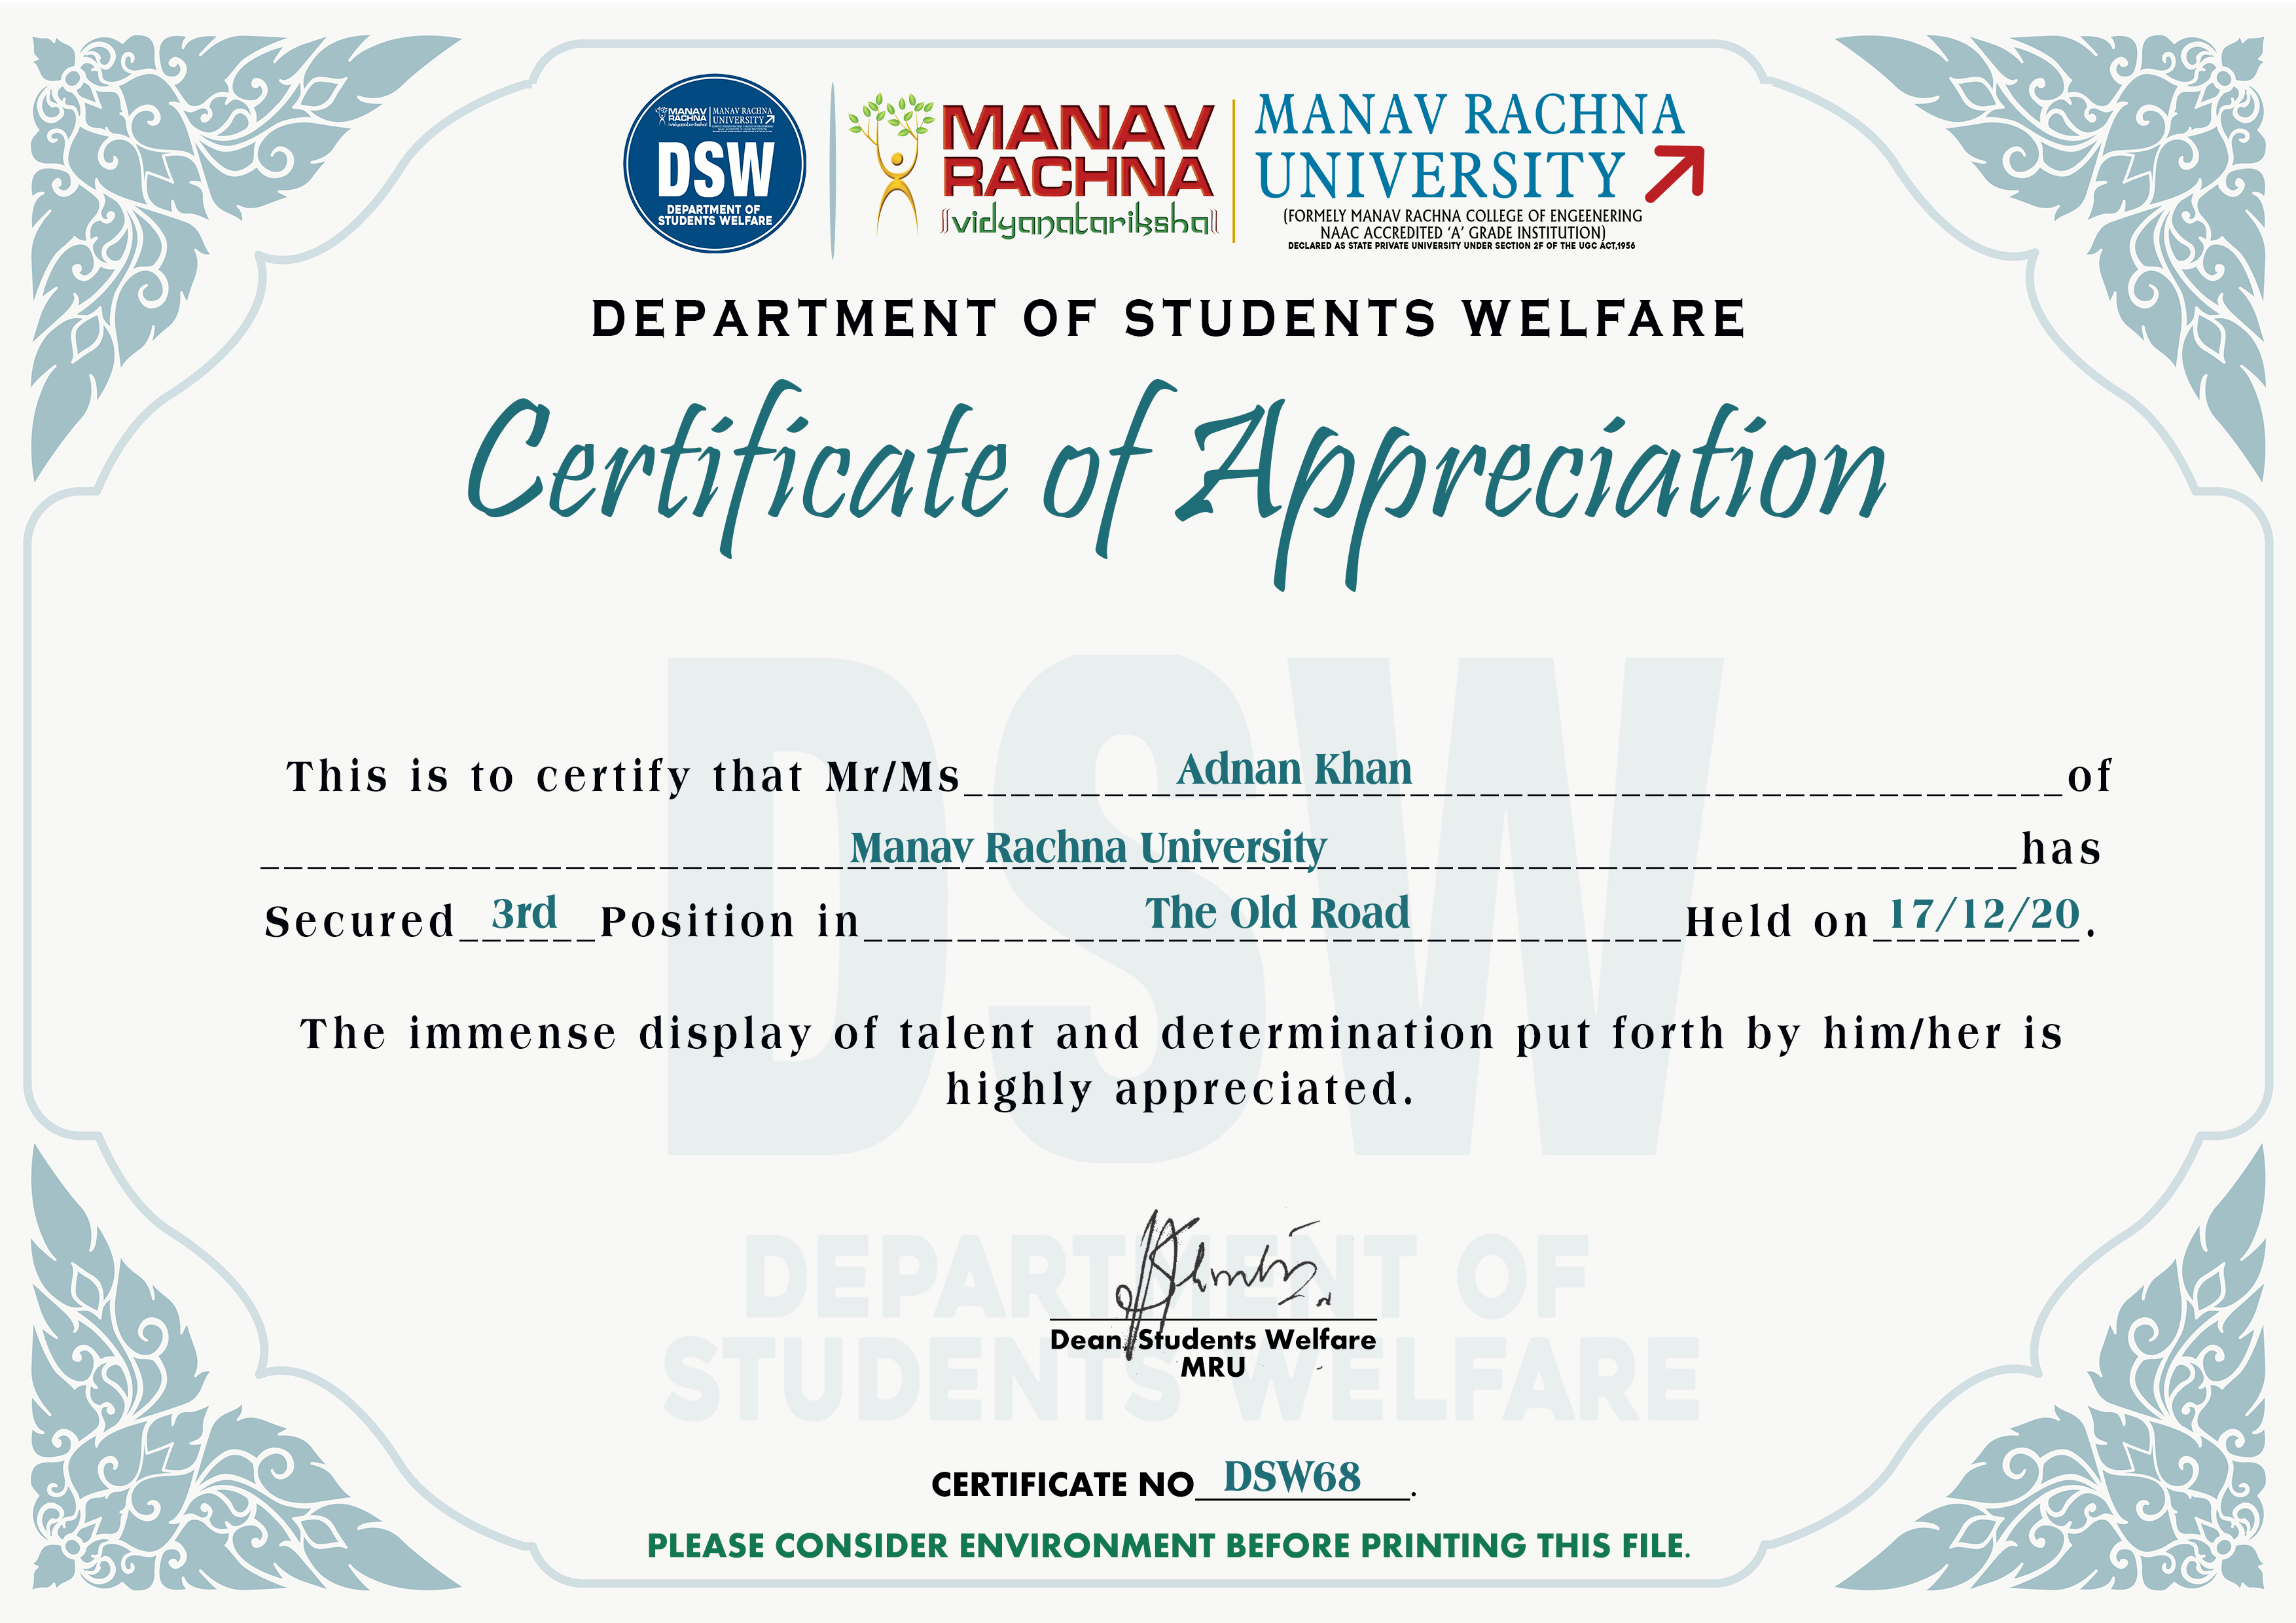 MANAV RACHNA
MANAV RACHNA UNIVERSITY
DSW
DEPARTMENT OF
STUDENTS WELFARE
MANAV
RACHNA
vidyanatariksha
MANAV RACHNA
UNIVERSITY
(FORMELY MANAV RACHNA COLLEGE OF ENGEENERING
NAAC ACCREDITED ‘A’ GRADE INSTITUTION)
DECLARED AS STATE PRIVATE UNIVERSITY UNDER SECTION 2F OF THE UGC ACT,1956
DEPARTMENT OF STUDENTS WELFARE
Certificate of Appreciation
This is to certify that Mr/Ms Adnan Khan of
Manav Rachna University has
Secured 3rd Position in The Old Road Held on 17/12/20.
The immense display of talent and determination put forth by him/her is
highly appreciated.
DSW
DEPARTMENT OF
STUDENTS WELFARE
Dean Students Welfare
MRU
CERTIFICATE NO DSW68.
PLEASE CONSIDER ENVIRONMENT BEFORE PRINTING THIS FILE.